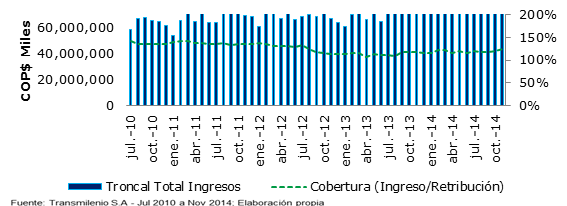 COP$ Miles
60,000,000
40,000,000
20,000,000
0
200%
150%
100%
50%
0%
jul.-10
oct.-10
ene.-11
abr.-11
jul.-11
oct.-11
ene.-12
abr.-12
jul.-12
oct.-12
ene.-13
abr.-13
jul.-13
oct.-13
ene.-14
abr.-14
jul.-14
oct.-14
Troncal Total Ingresos
Cobertura (Ingreso/Retribución)
Fuente: Transmilenio S.A - Jul 2010 a Nov 2014; Elaboración propia